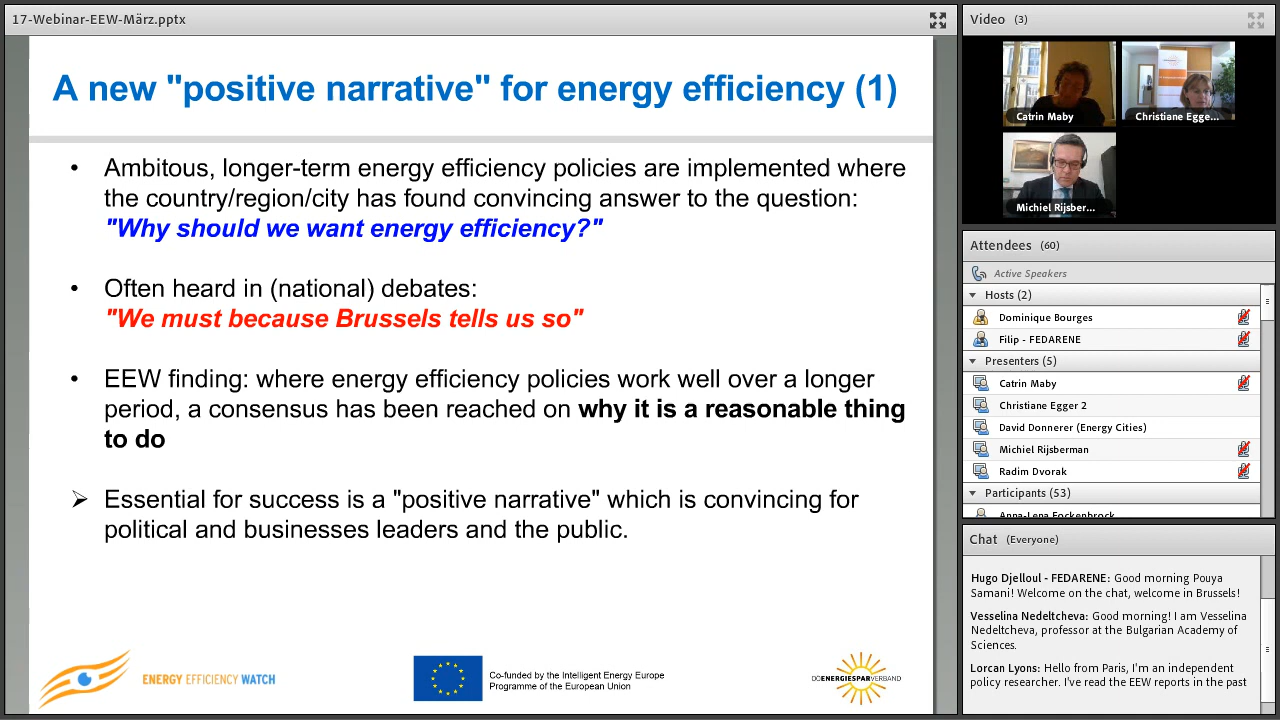 17-Webinar-EEW-März.pptx
A new "positive narrative" for energy efficiency (1)
• Ambitous, longer-term energy efficiency policies are implemented where
the country/region/city has found convincing answer to the question:
"Why should we want energy efficiency?"
• Often heard in (national) debates:
"We must because Brussels tells us so"
• EEW finding: where energy efficiency policies work well over a longer
period, a consensus has been reached on why it is a reasonable thing
to do
➢ Essential for success is a "positive narrative" which is convincing for
political and businesses leaders and the public.
ENERGY EFFICIENCY WATCH
Co-funded by the Intelligent Energy Europe
Programme of the European Union
OÖENERGIESPARVERBAND
Video (3)
Catrin Maby
Christiane Egge...
Michiel Rijsber...
Attendees (60)
Active Speakers
Hosts (2)
Dominique Bourges
Filip - FEDARENE
Presenters (5)
Catrin Maby
Christiane Egger 2
David Donnerer (Energy Cities)
Michiel Rijsberman
Radim Dvorak
Participants (53)
Anna-Lena Fockenbrock
Chat (Everyone)
Hugo Djelloul - FEDARENE: Good morning Pouya
Samani! Welcome on the chat, welcome in Brussels!
Vesselina Nedeltcheva: Good morning! I am Vesselina
Nedeltcheva, professor at the Bulgarian Academy of
Sciences.
Lorcan Lyons: Hello from Paris, I'm an independent
policy researcher. I've read the EEW reports in the past